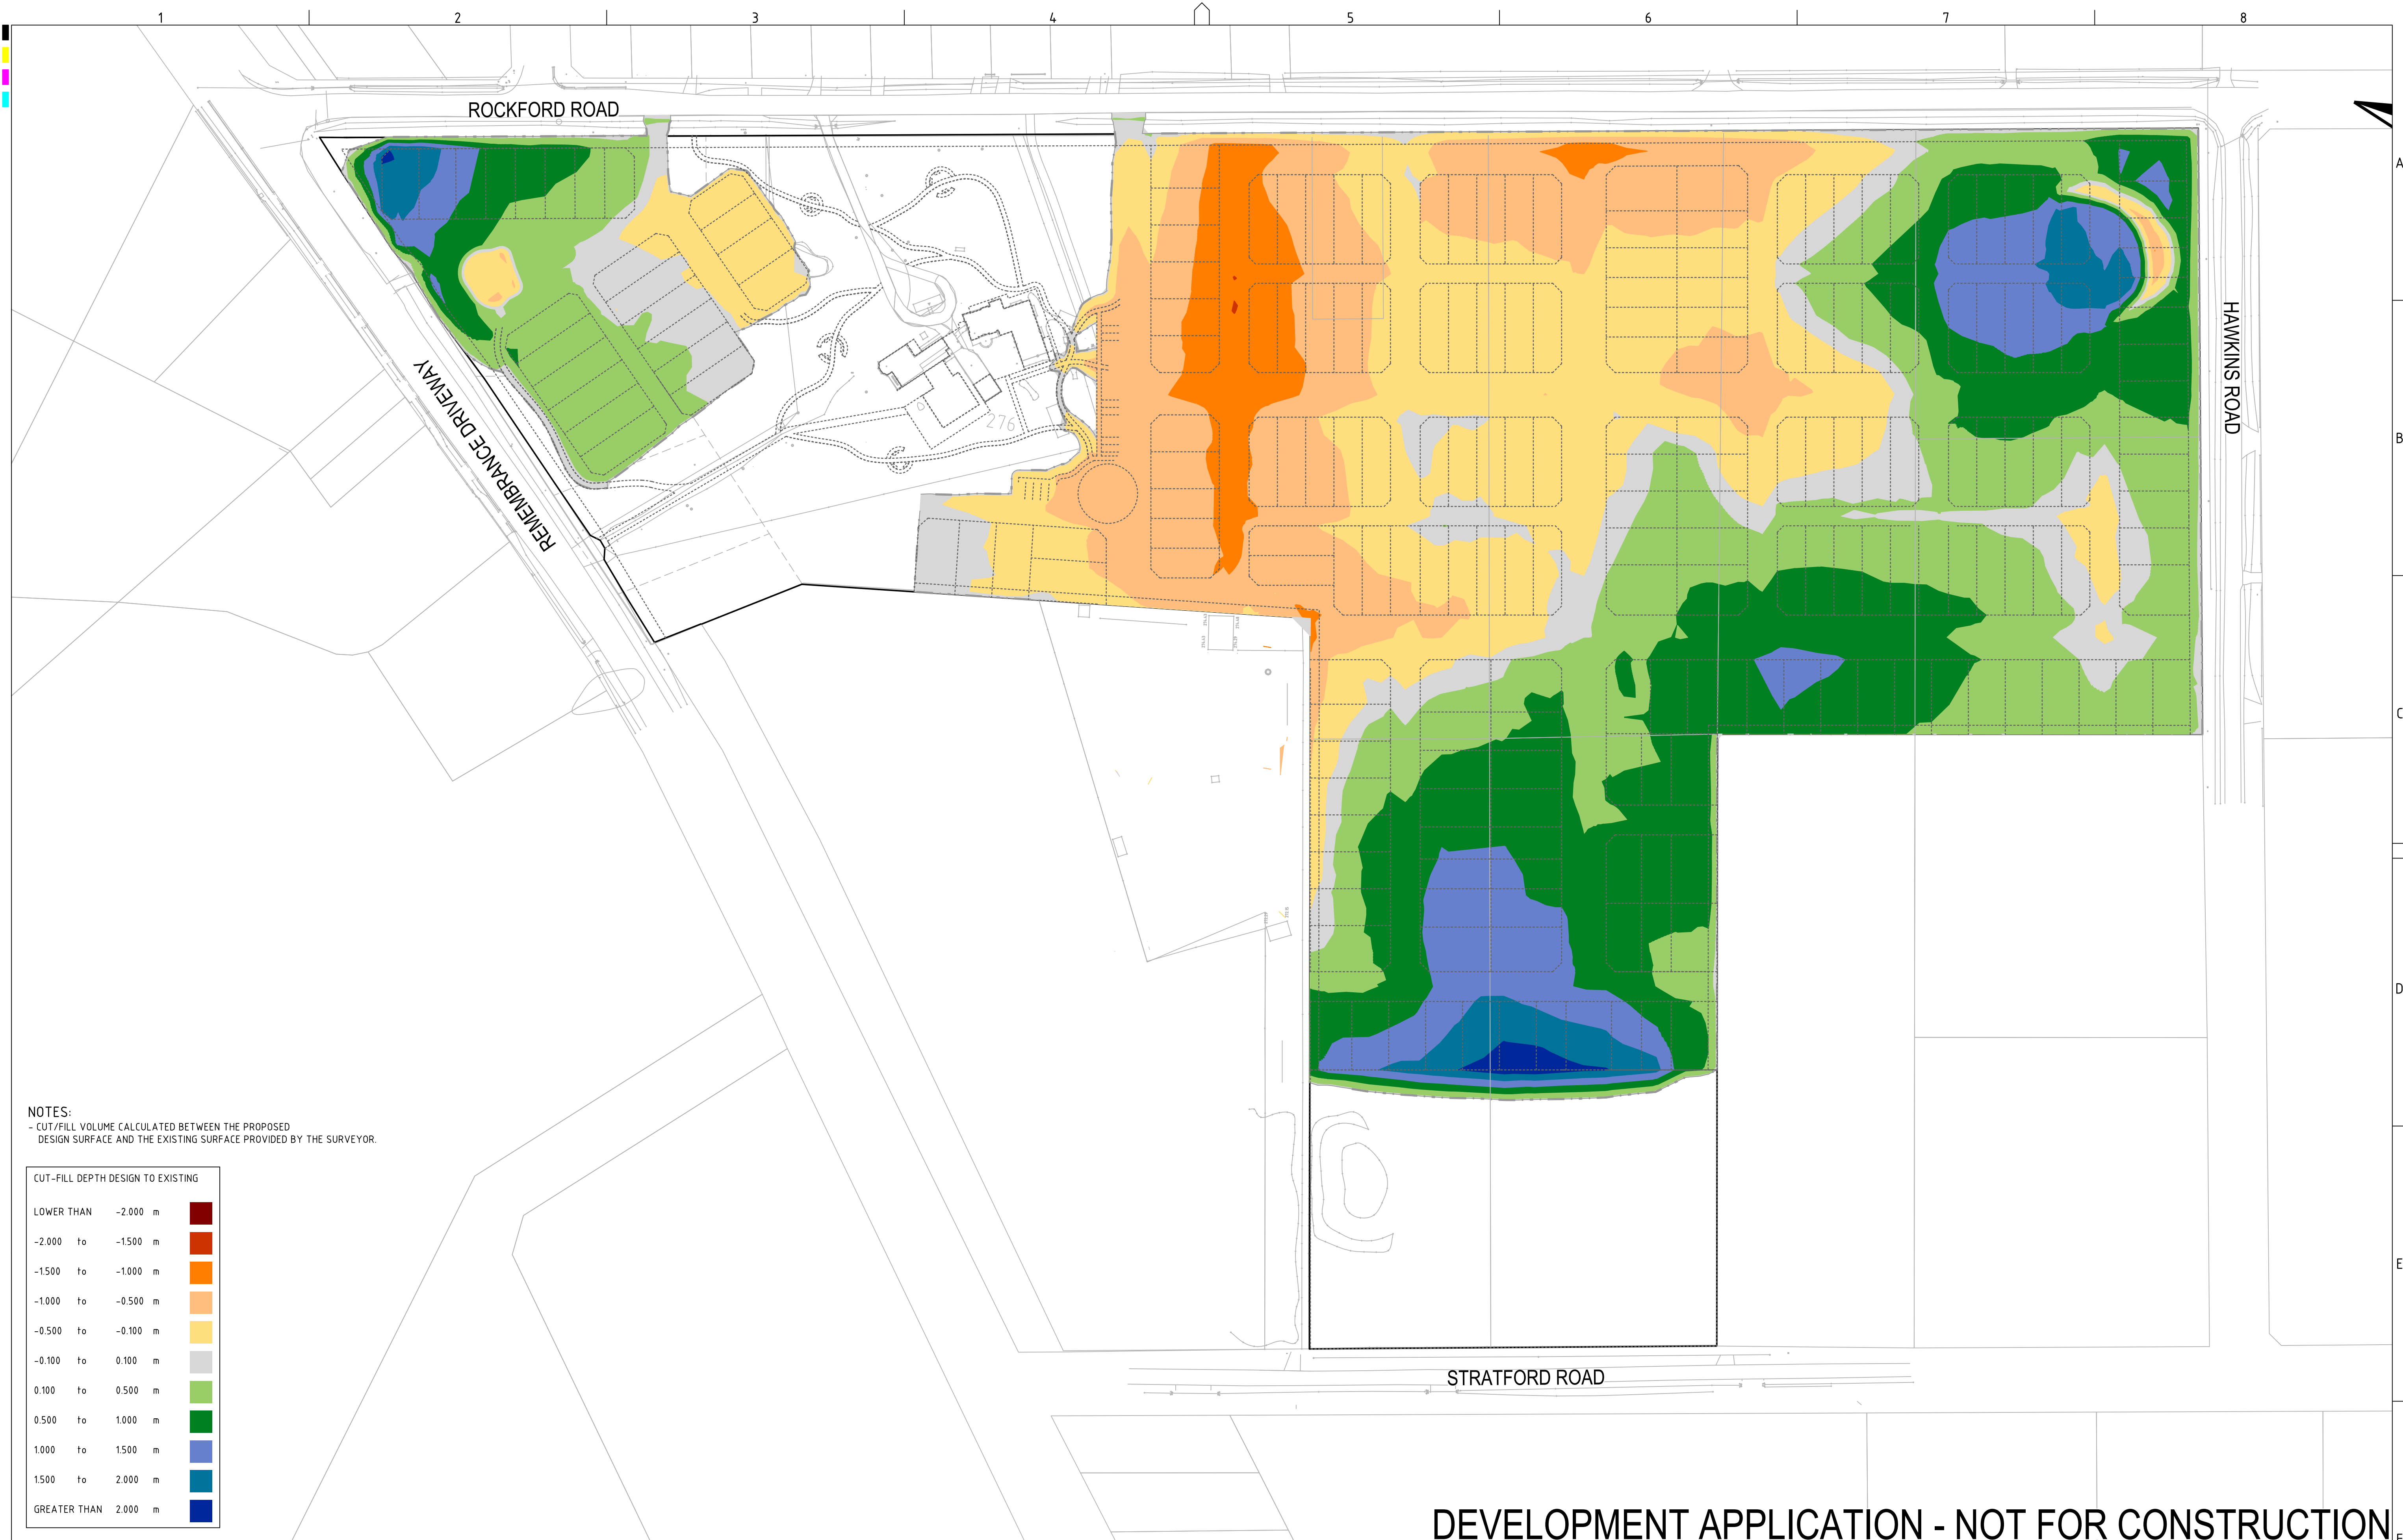 1 2 3 4 5 6 7 8
ROCKFORD ROAD
A
HAWKINS ROAD
REMEMBRANCE DRIVEWAY
276
B
C
D
NOTES:
- CUT/FILL VOLUME CALCULATED BETWEEN THE PROPOSED
DESIGN SURFACE AND THE EXISTING SURFACE PROVIDED BY THE SURVEYOR.
CUT-FILL DEPTH DESIGN TO EXISTING
LOWER THAN -2.000 m
-2.000 to -1.500 m
-1.500 to -1.000 m
-1.000 to -0.500 m
-0.500 to -0.100 m
-0.100 to 0.100 m
0.100 to 0.500 m
0.500 to 1.000 m
1.000 to 1.500 m
1.500 to 2.000 m
GREATER THAN 2.000 m
E
STRATFORD ROAD
DEVELOPMENT APPLICATION - NOT FOR CONSTRUCTION